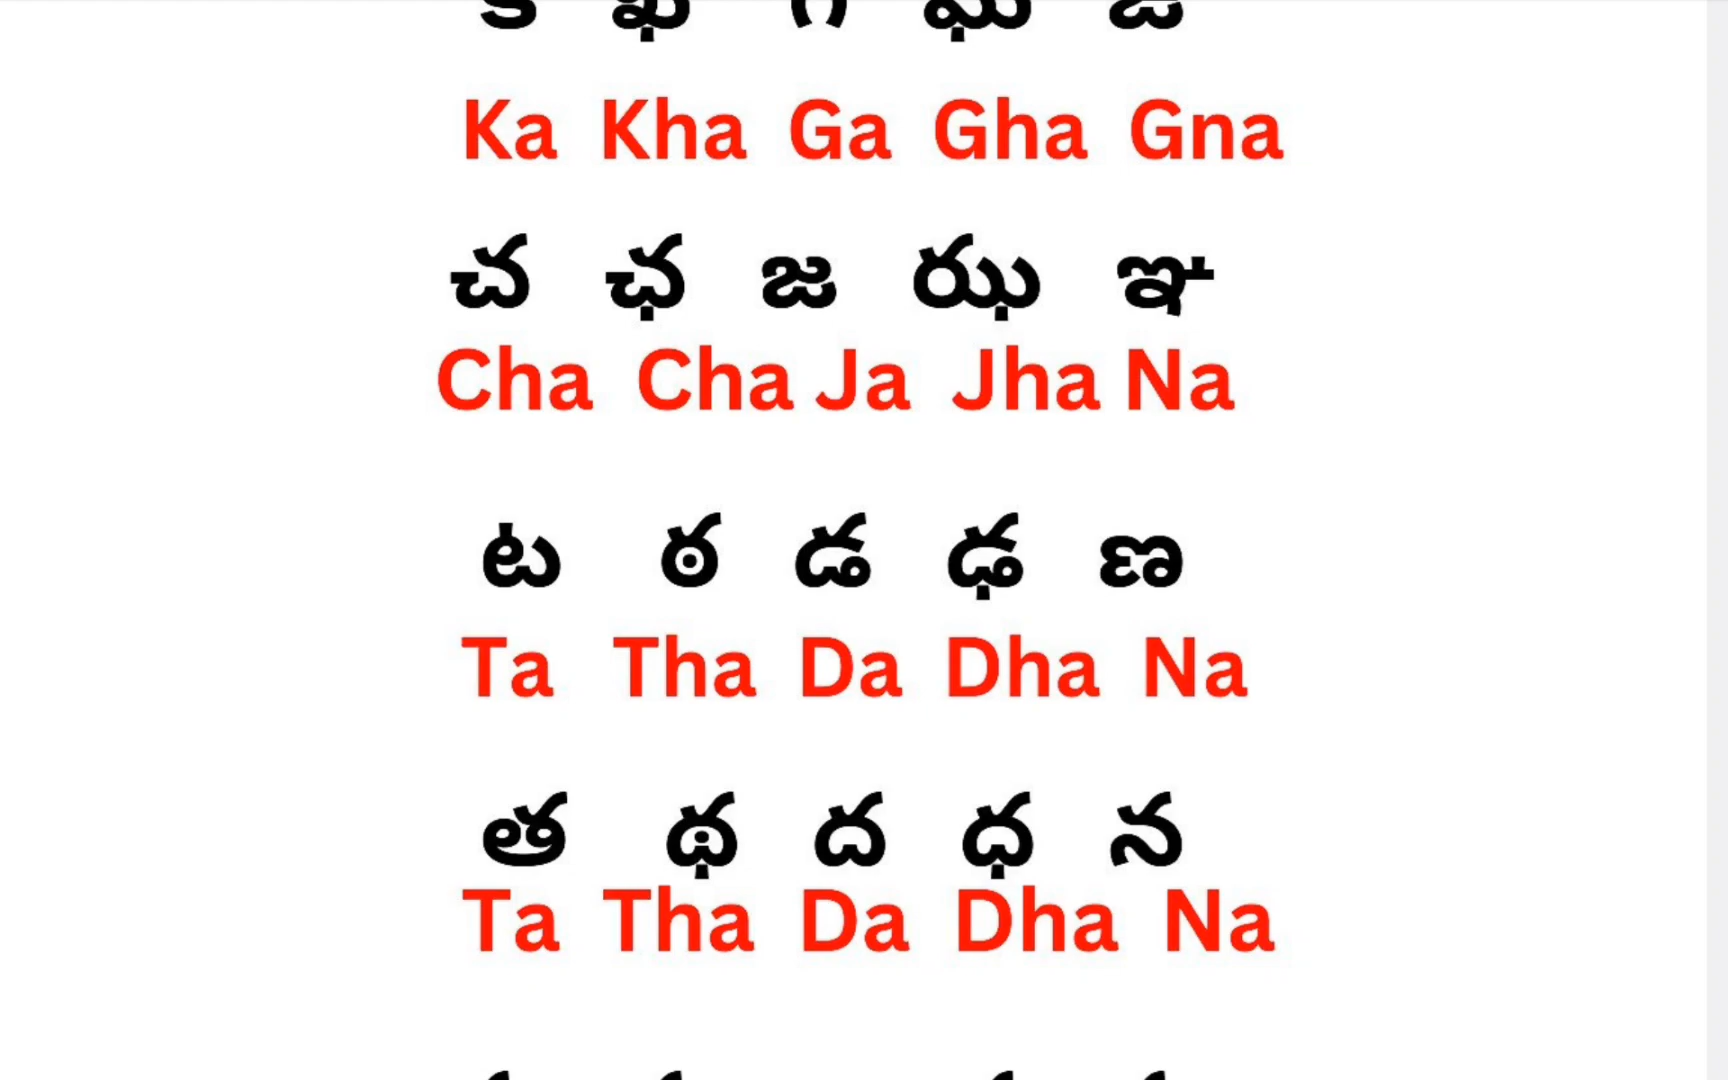 Ka Kha Ga Gha Gna
చ ఛ జ ఝ ఞ
Cha Cha Ja Jha Na
ట ఠ డ ఢ ణ
Ta Tha Da Dha Na
త థ ద ధ న
Ta Tha Da Dha Na